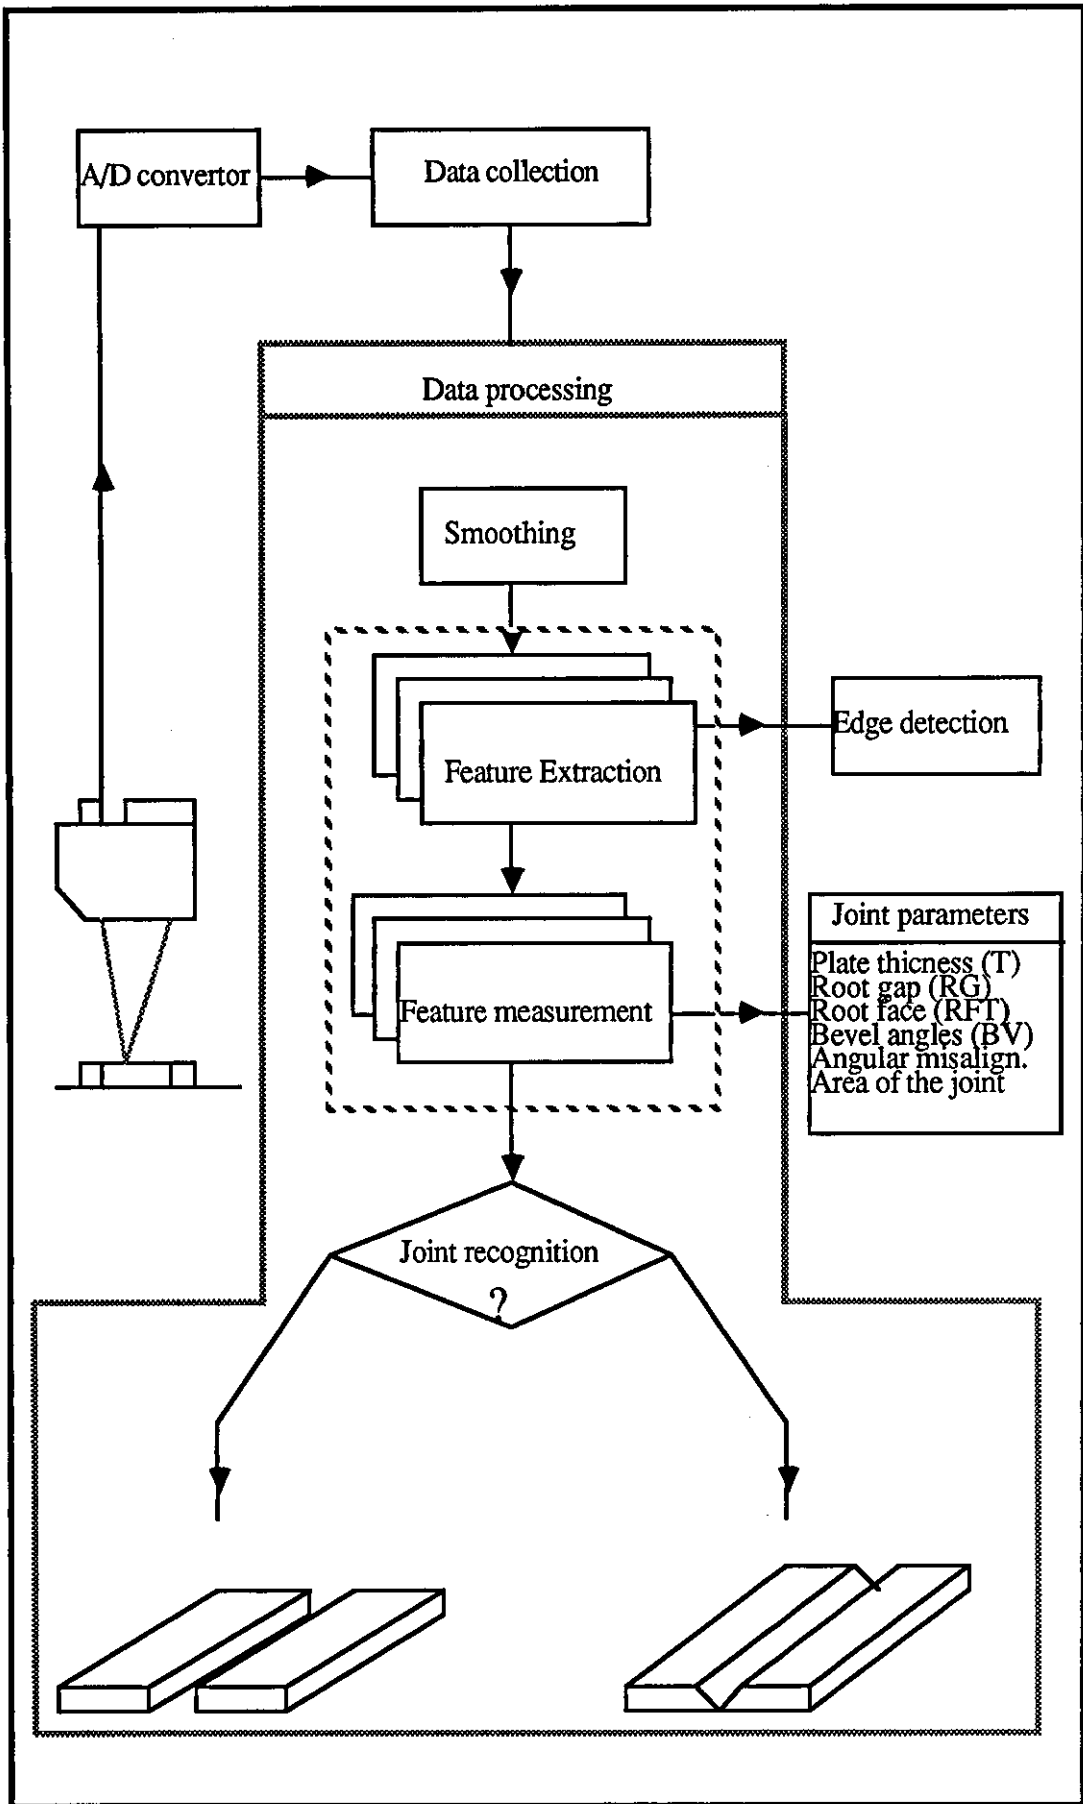 A/D convertor
Data collection
Data processing
Smoothing
Feature Extraction
Edge detection
Feature measurement
Joint parameters
Plate thicness (T)
Root gap (RG)
Root face (RFT)
Bevel angles (BV)
Angular misalign.
Area of the joint
Joint recognition
?